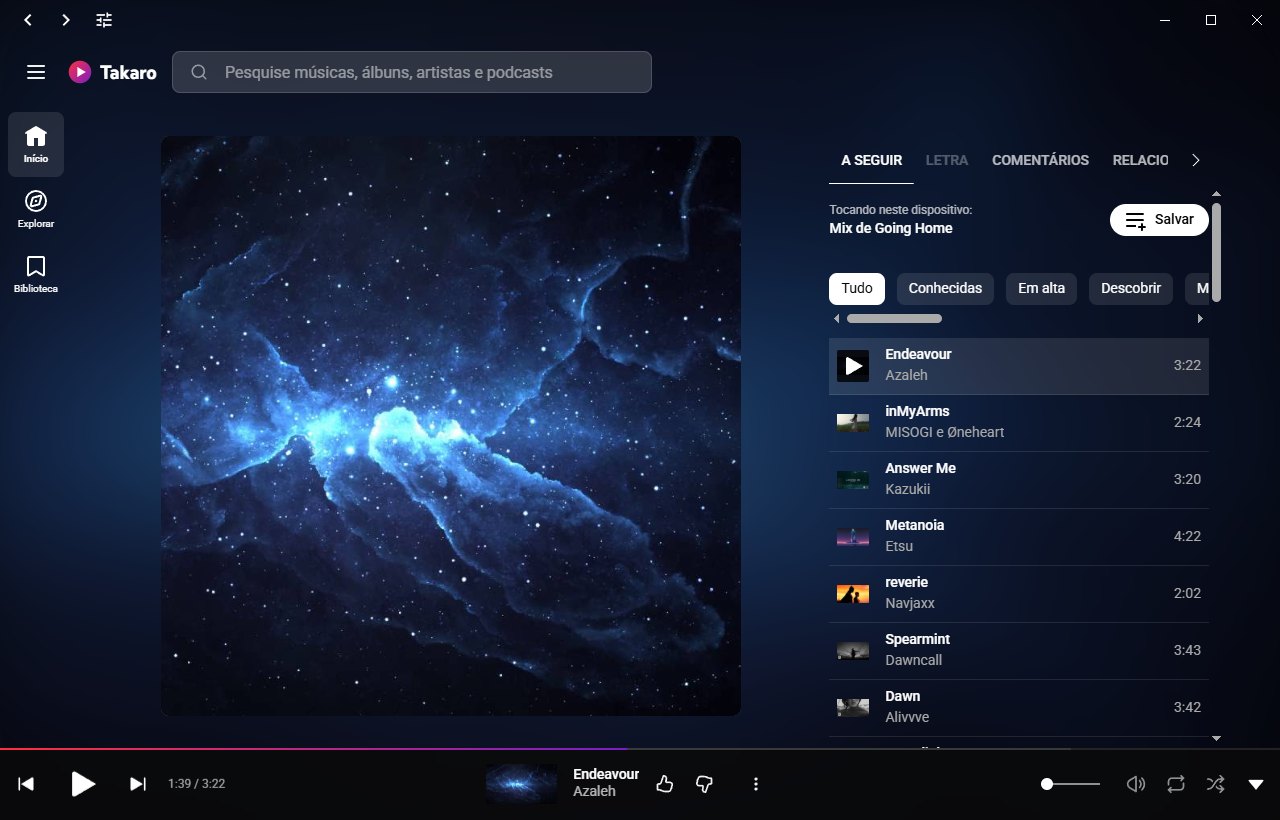 Takaro
Pesquise músicas, álbuns, artistas e podcasts
Início
Explorar
Biblioteca
A SEGUIR LETRA COMENTÁRIOS RELACIO
Tocando neste dispositivo:
Mix de Going Home
Salvar
Tudo Conhecidas Em alta Descobrir M
Endeavour
Azaleh
3:22
inMyArms
MISOGI e Øneheart
2:24
Answer Me
Kazukii
3:20
Metanoia
Etsu
4:22
reverie
Navjaxx
2:02
Spearmint
Dawncall
3:43
Dawn
Alivvve
3:42
1:39 / 3:22
Endeavour
Azaleh